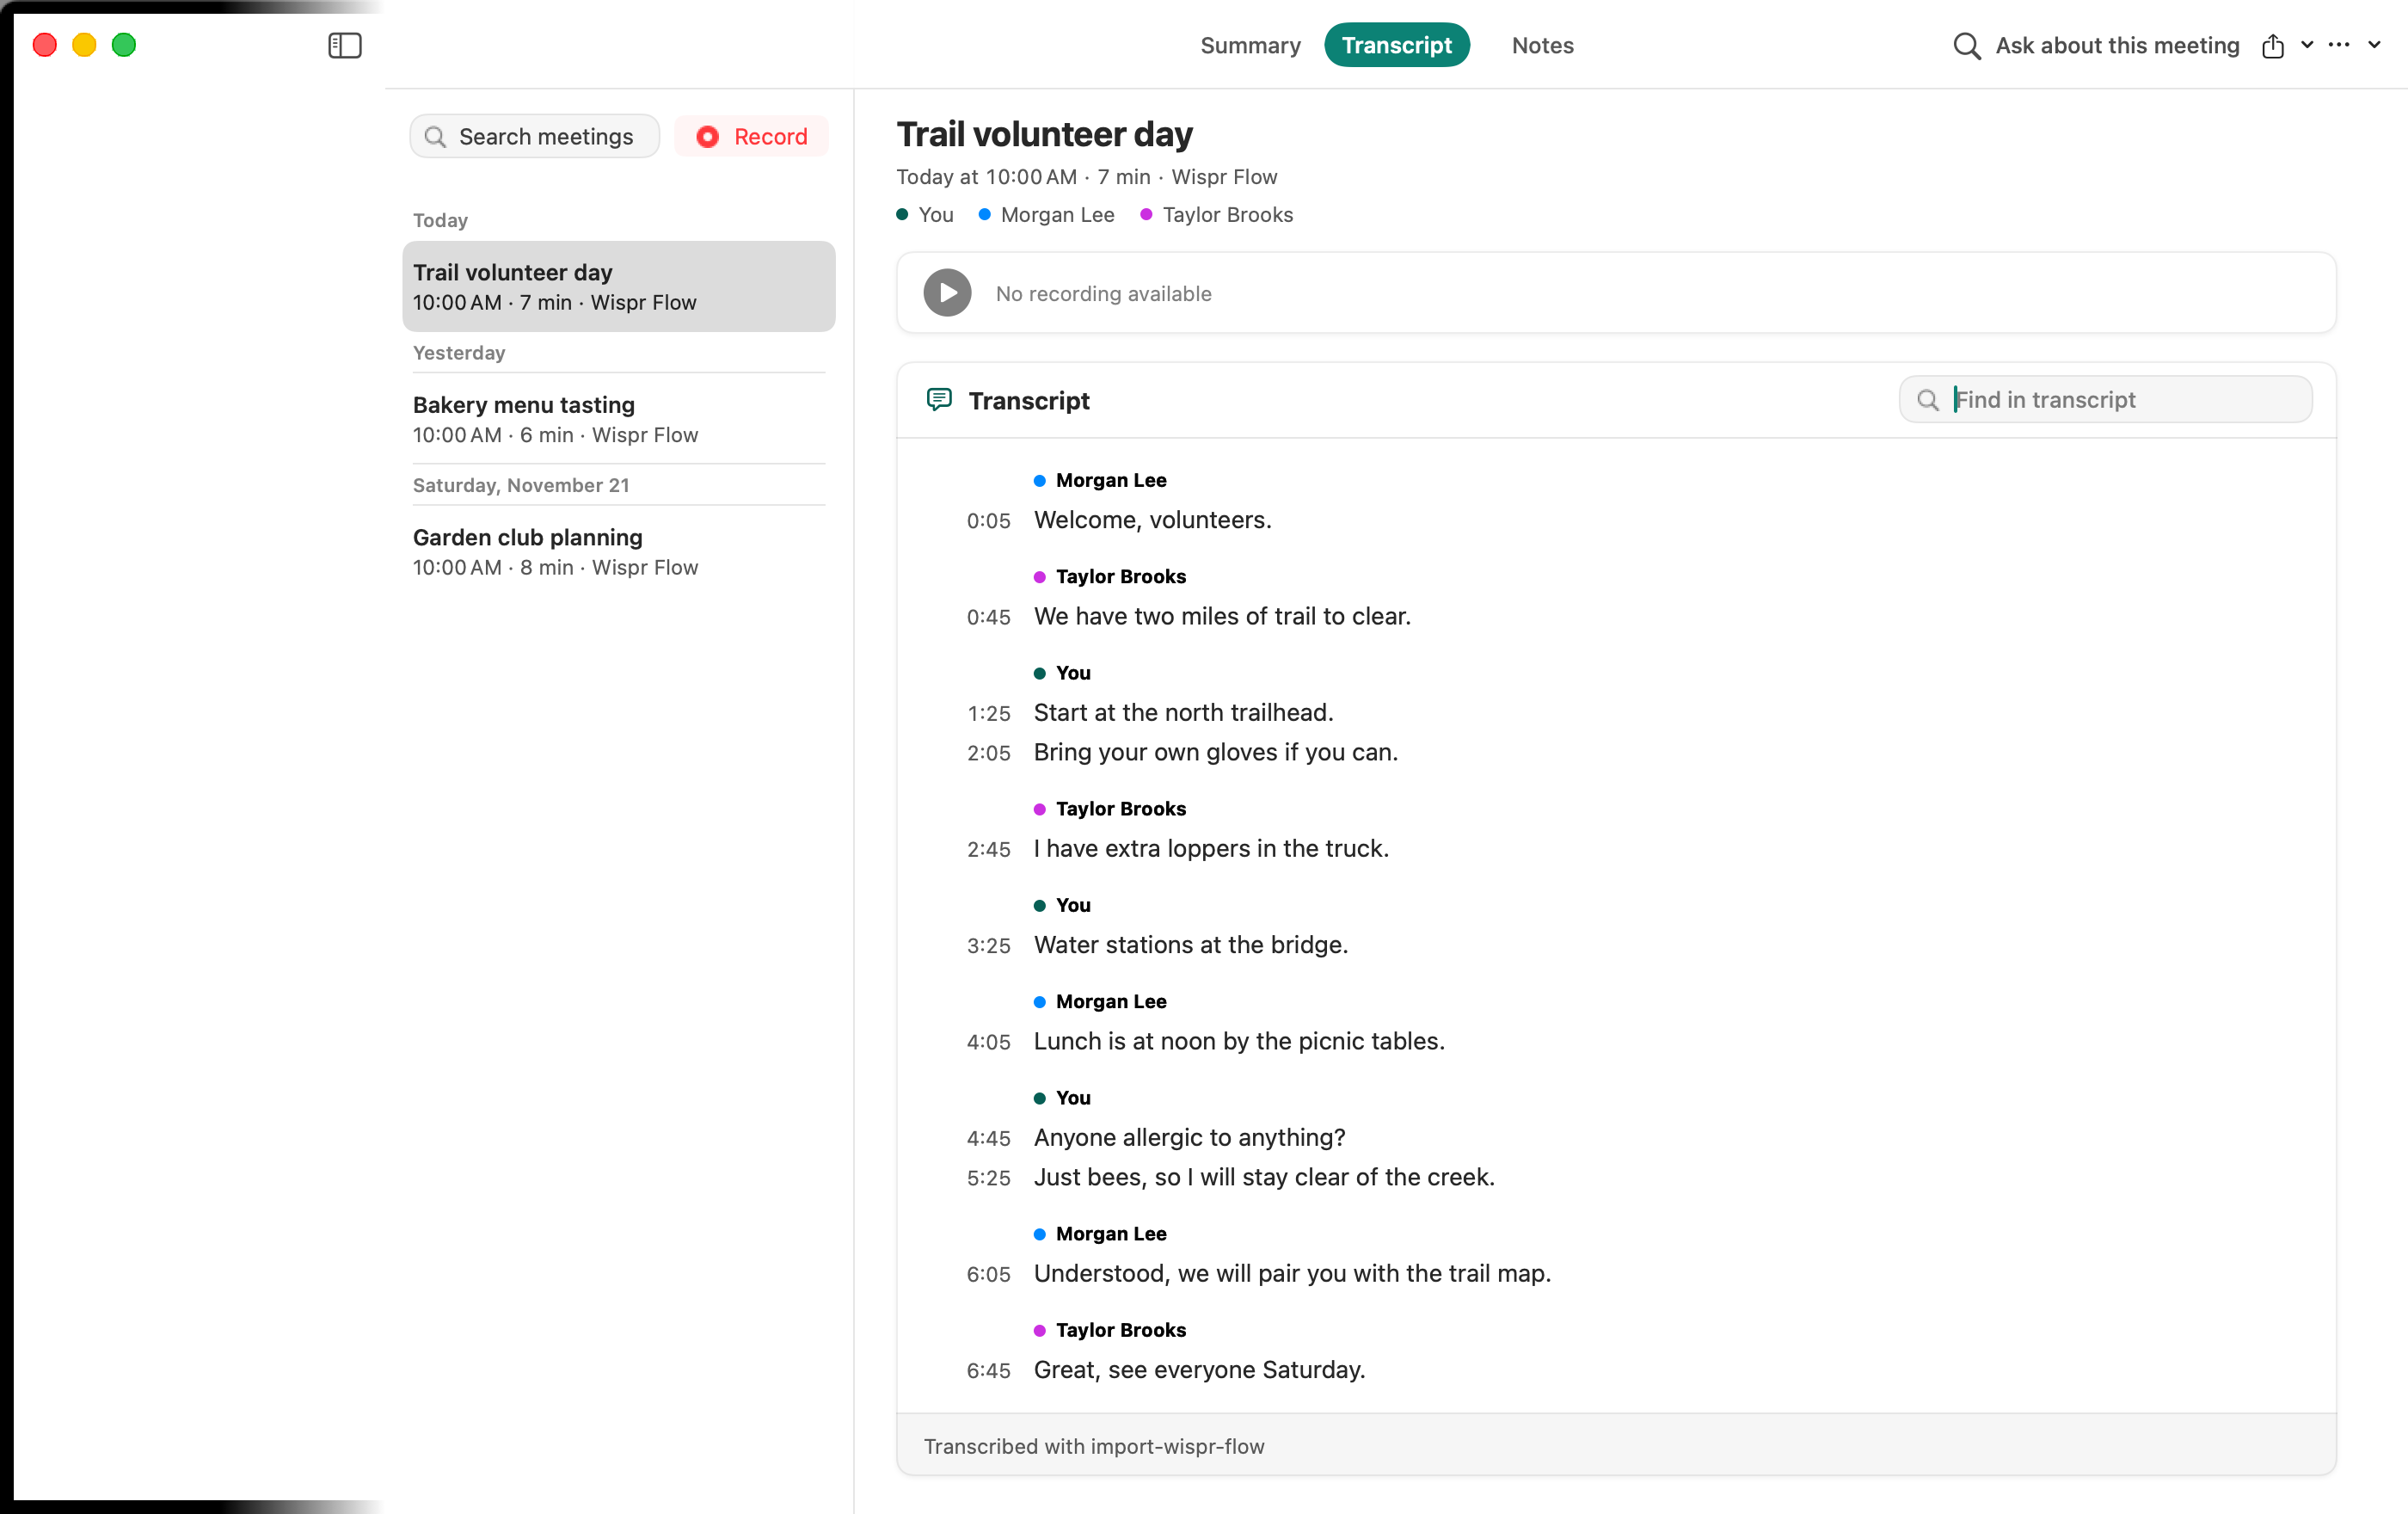 Summary
Transcript
Notes
Ask about this meeting
Search meetings
Record
Today
Trail volunteer day
10:00 AM · 7 min · Wispr Flow
Yesterday
Bakery menu tasting
10:00 AM · 6 min · Wispr Flow
Saturday, November 21
Garden club planning
10:00 AM · 8 min · Wispr Flow
Trail volunteer day
Today at 10:00 AM · 7 min · Wispr Flow
You
Morgan Lee
Taylor Brooks
No recording available
Transcript
Find in transcript
Morgan Lee
0:05 Welcome, volunteers.
Taylor Brooks
0:45 We have two miles of trail to clear.
You
1:25 Start at the north trailhead.
2:05 Bring your own gloves if you can.
Taylor Brooks
2:45 I have extra loppers in the truck.
You
3:25 Water stations at the bridge.
Morgan Lee
4:05 Lunch is at noon by the picnic tables.
You
4:45 Anyone allergic to anything?
5:25 Just bees, so I will stay clear of the creek.
Morgan Lee
6:05 Understood, we will pair you with the trail map.
Taylor Brooks
6:45 Great, see everyone Saturday.
Transcribed with import-wispr-flow